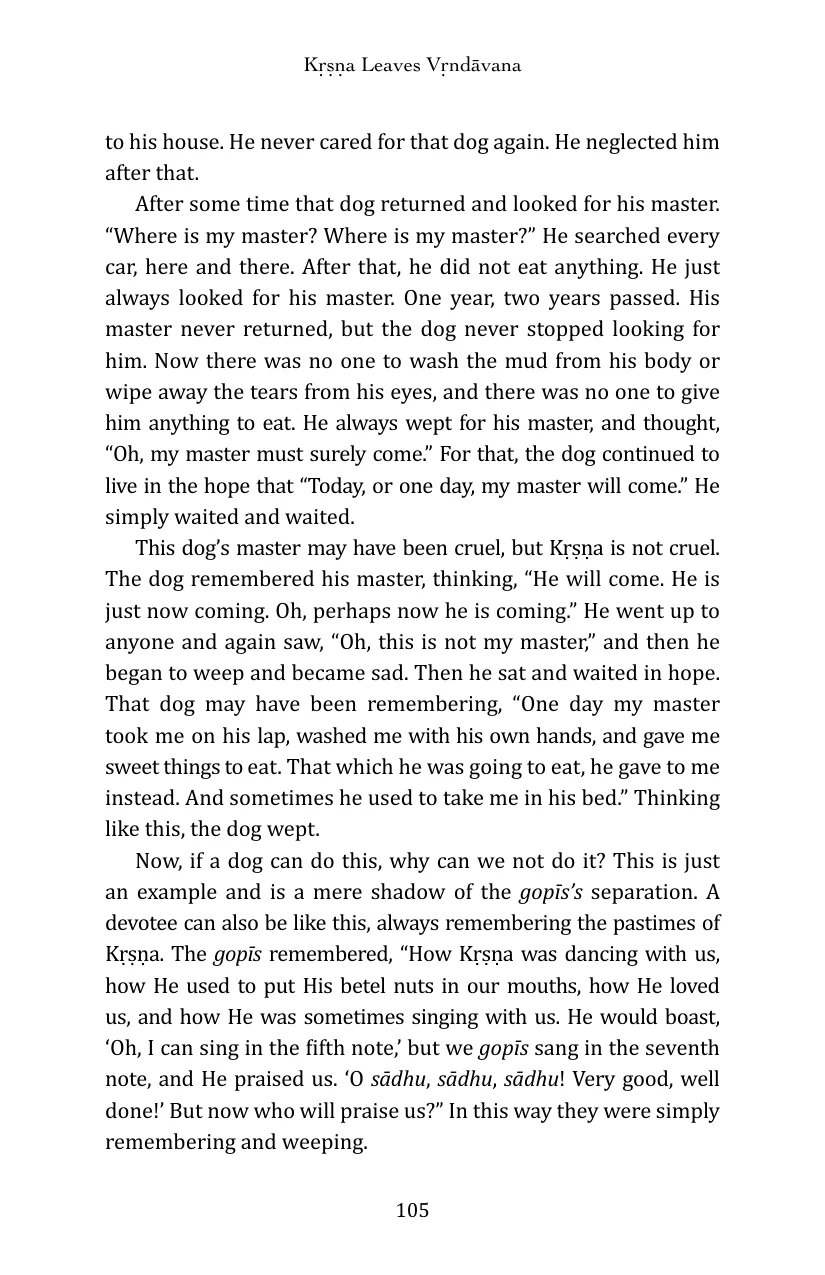 Kṛṣṇa Leaves Vṛndāvana
to his house. He never cared for that dog again. He neglected him
after that.
After some time that dog returned and looked for his master.
“Where is my master? Where is my master?” He searched every
car, here and there. After that, he did not eat anything. He just
always looked for his master. One year, two years passed. His
master never returned, but the dog never stopped looking for
him. Now there was no one to wash the mud from his body or
wipe away the tears from his eyes, and there was no one to give
him anything to eat. He always wept for his master, and thought,
“Oh, my master must surely come.” For that, the dog continued to
live in the hope that “Today, or one day, my master will come.” He
simply waited and waited.
This dog’s master may have been cruel, but Kṛṣṇa is not cruel.
The dog remembered his master, thinking, “He will come. He is
just now coming. Oh, perhaps now he is coming.” He went up to
anyone and again saw, “Oh, this is not my master,” and then he
began to weep and became sad. Then he sat and waited in hope.
That dog may have been remembering, “One day my master
took me on his lap, washed me with his own hands, and gave me
sweet things to eat. That which he was going to eat, he gave to me
instead. And sometimes he used to take me in his bed.” Thinking
like this, the dog wept.
Now, if a dog can do this, why can we not do it? This is just
an example and is a mere shadow of the gopīs’s separation. A
devotee can also be like this, always remembering the pastimes of
Kṛṣṇa. The gopīs remembered, “How Kṛṣṇa was dancing with us,
how He used to put His betel nuts in our mouths, how He loved
us, and how He was sometimes singing with us. He would boast,
‘Oh, I can sing in the fifth note,’ but we gopīs sang in the seventh
note, and He praised us. ‘O sādhu, sādhu, sādhu! Very good, well
done!’ But now who will praise us?” In this way they were simply
remembering and weeping.
105